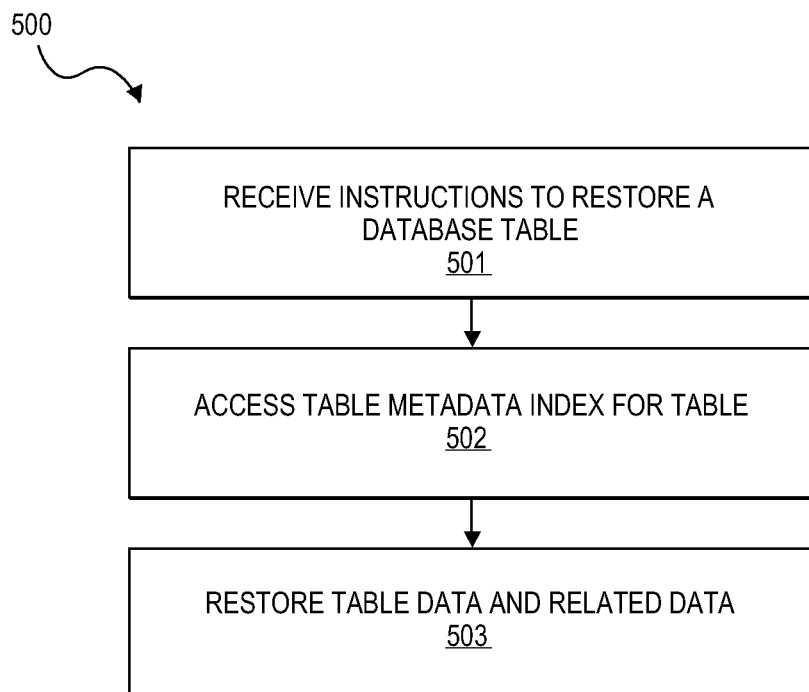 500
RECEIVE INSTRUCTIONS TO RESTORE A
DATABASE TABLE
501
ACCESS TABLE METADATA INDEX FOR TABLE
502
RESTORE TABLE DATA AND RELATED DATA
503